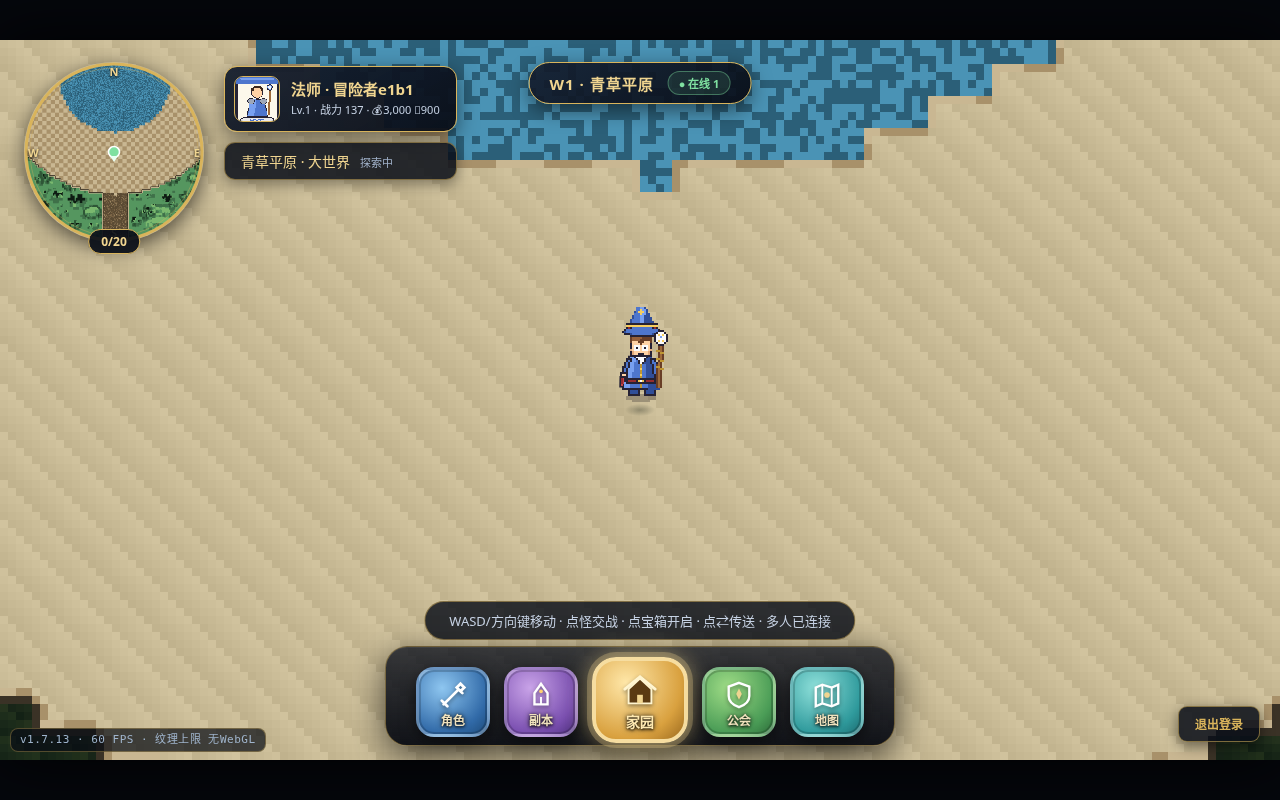 N
W
E
0/20
法师 · 冒险者e1b1
Lv.1 · 战力 137 · 💰3,000 ▯900
青草平原 · 大世界 探索中
W1 · 青草平原 ● 在线 1
WASD/方向键移动 · 点怪交战 · 点宝箱开启 · 点⇄传送 · 多人已连接
角色
副本
家园
公会
地图
v1.7.13 · 60 FPS · 纹理上限 无WebGL
退出登录